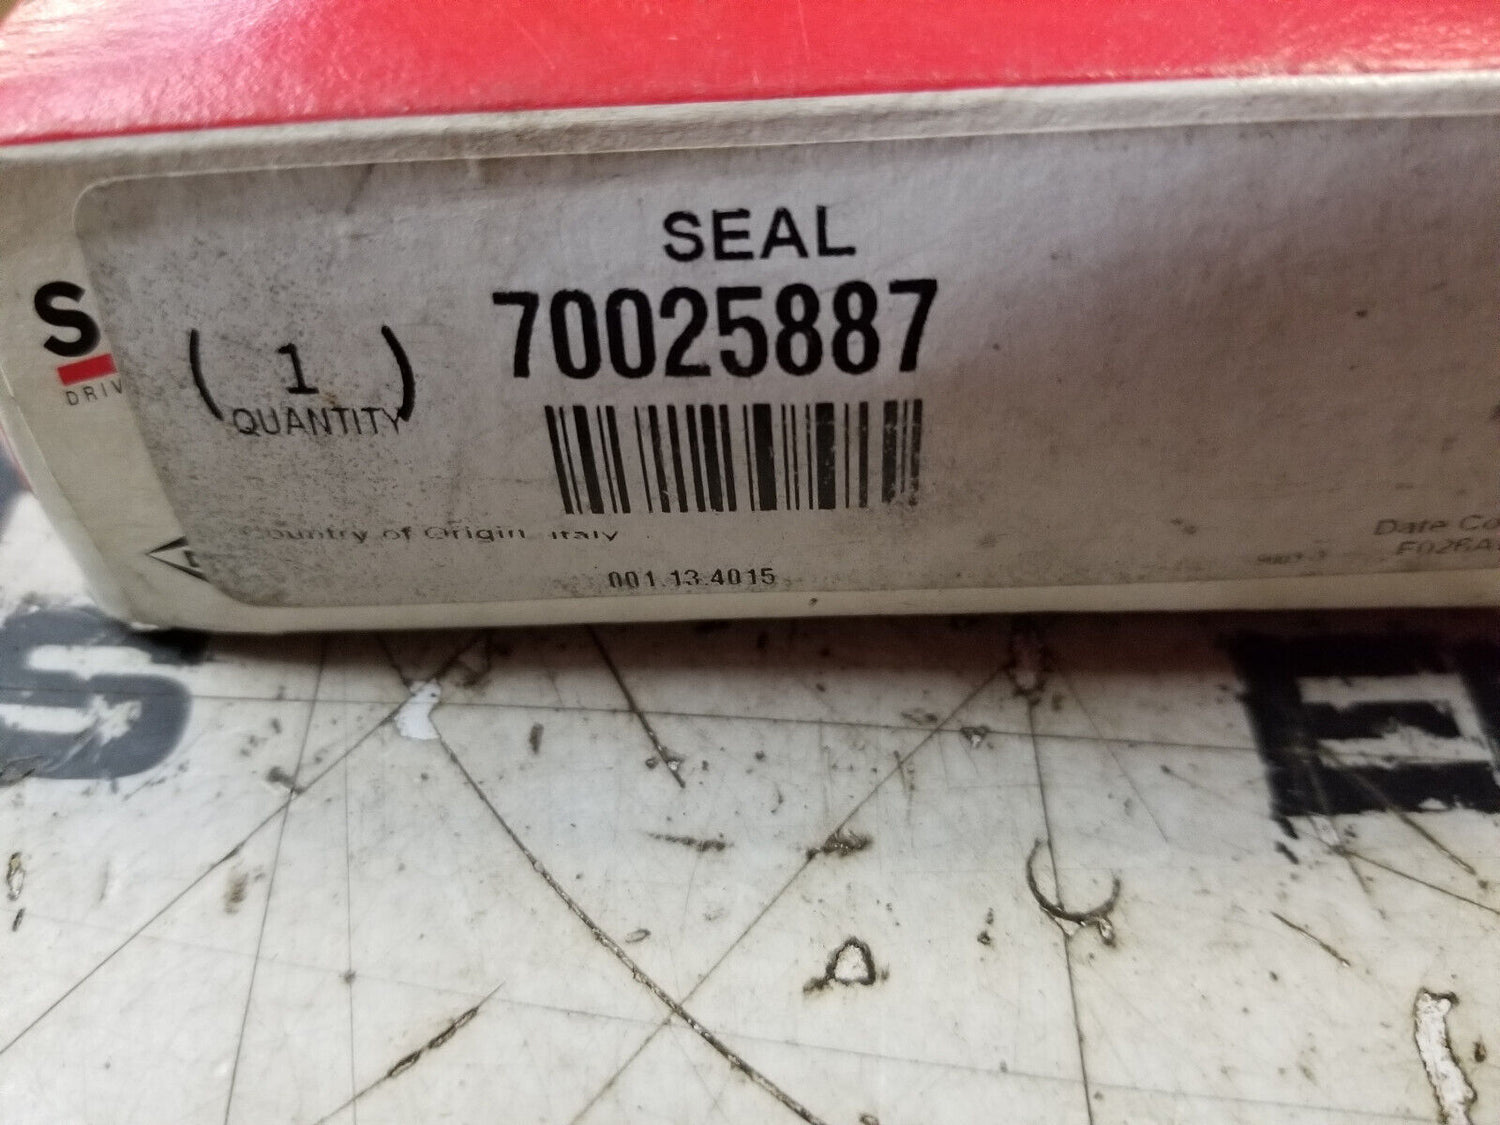 SEAL
70025887
( 1 )
QUANTITY
Country of Origin Italy
001.13.4015
Date Co
S
DRIV
S